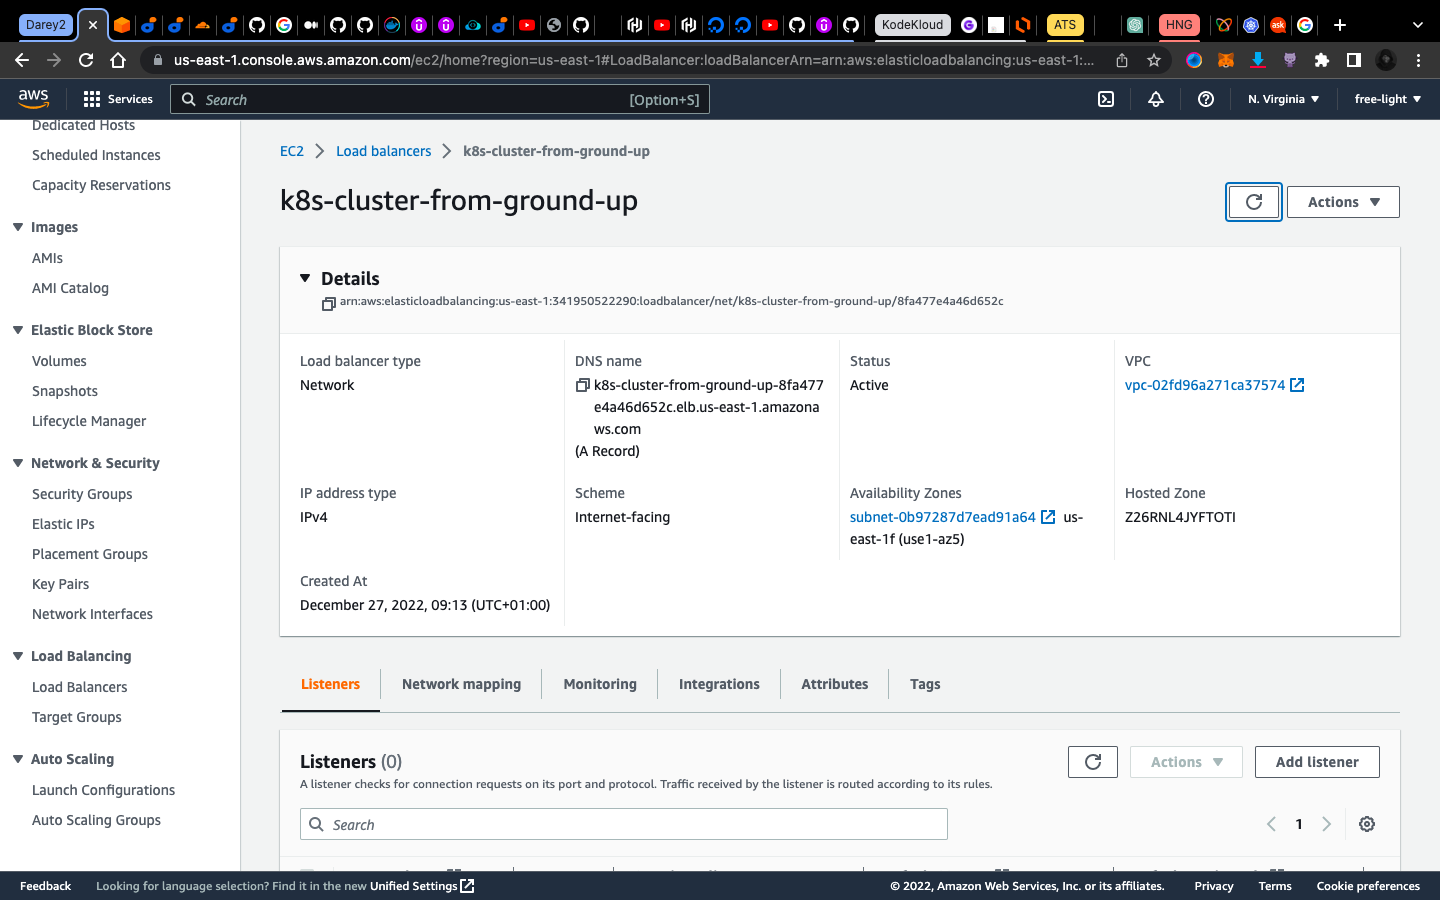 Darey2
KodeKloud
ATS
HNG
us-east-1.console.aws.amazon.com/ec2/home?region=us-east-1#LoadBalancer:loadBalancerArn=arn:aws:elasticloadbalancing:us-east-1:...
aws
Services
Search
[Option+S]
N. Virginia
free-light
Dedicated Hosts
Scheduled Instances
Capacity Reservations
Images
AMIs
AMI Catalog
Elastic Block Store
Volumes
Snapshots
Lifecycle Manager
Network & Security
Security Groups
Elastic IPs
Placement Groups
Key Pairs
Network Interfaces
Load Balancing
Load Balancers
Target Groups
Auto Scaling
Launch Configurations
Auto Scaling Groups
EC2
Load balancers
k8s-cluster-from-ground-up
k8s-cluster-from-ground-up
Actions
Details
arn:aws:elasticloadbalancing:us-east-1:341950522290:loadbalancer/net/k8s-cluster-from-ground-up/8fa477e4a46d652c
Load balancer type
Network
DNS name
k8s-cluster-from-ground-up-8fa477
e4a46d652c.elb.us-east-1.amazona
ws.com
(A Record)
Status
Active
VPC
vpc-02fd96a271ca37574
IP address type
IPv4
Scheme
Internet-facing
Availability Zones
subnet-0b97287d7ead91a64 us-
east-1f (use1-az5)
Hosted Zone
Z26RNL4JYFTOTI
Created At
December 27, 2022, 09:13 (UTC+01:00)
Listeners
Network mapping
Monitoring
Integrations
Attributes
Tags
Listeners (0)
A listener checks for connection requests on its port and protocol. Traffic received by the listener is routed according to its rules.
Actions
Add listener
Search
1
Feedback
Looking for language selection? Find it in the new Unified Settings
© 2022, Amazon Web Services, Inc. or its affiliates.
Privacy
Terms
Cookie preferences